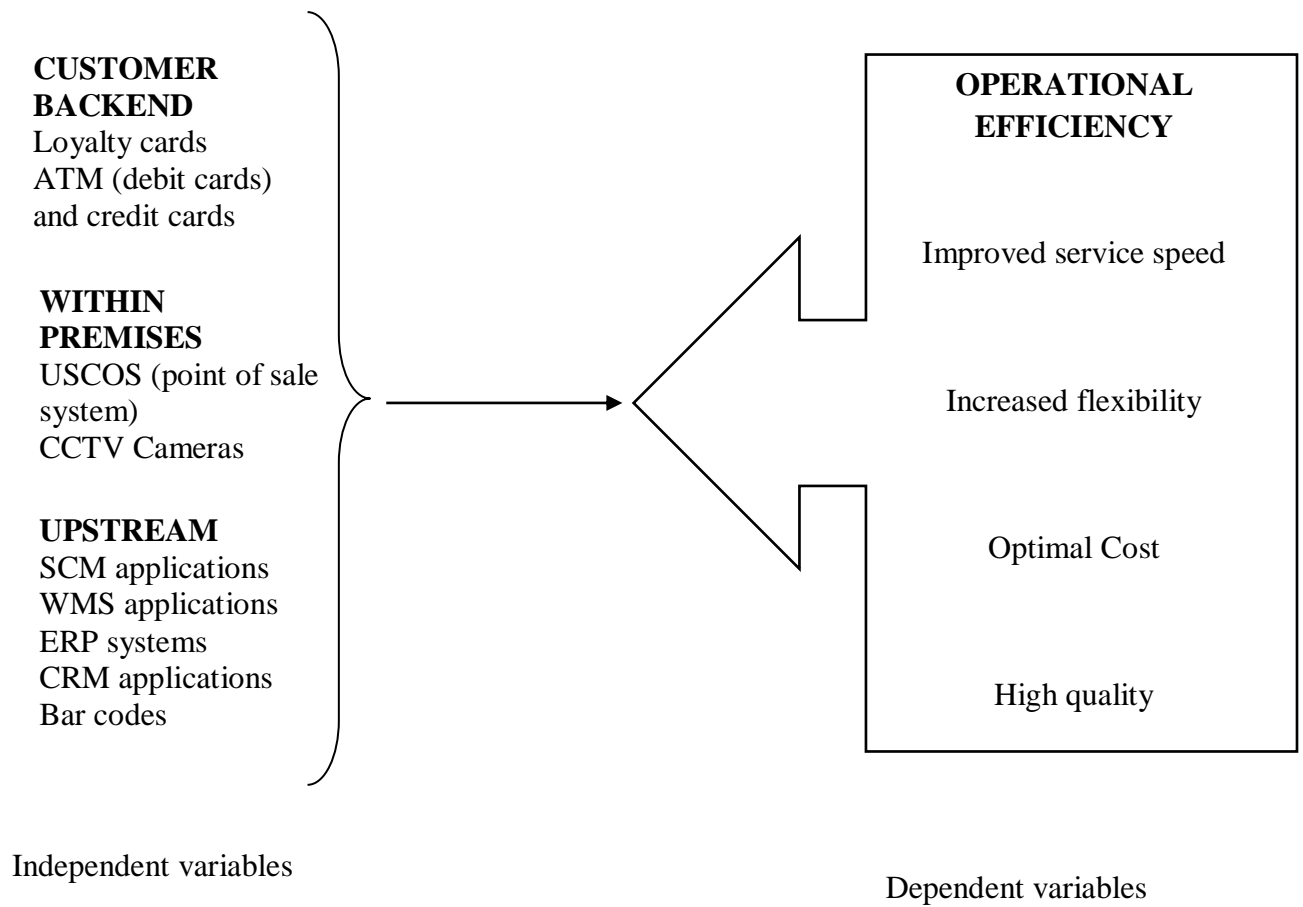 CUSTOMER
BACKEND
Loyalty cards
ATM (debit cards)
and credit cards
WITHIN
PREMISES
USCOS (point of sale
system)
CCTV Cameras
UPSTREAM
SCM applications
WMS applications
ERP systems
CRM applications
Bar codes
Independent variables
OPERATIONAL
EFFICIENCY
Improved service speed
Increased flexibility
Optimal Cost
High quality
Dependent variables